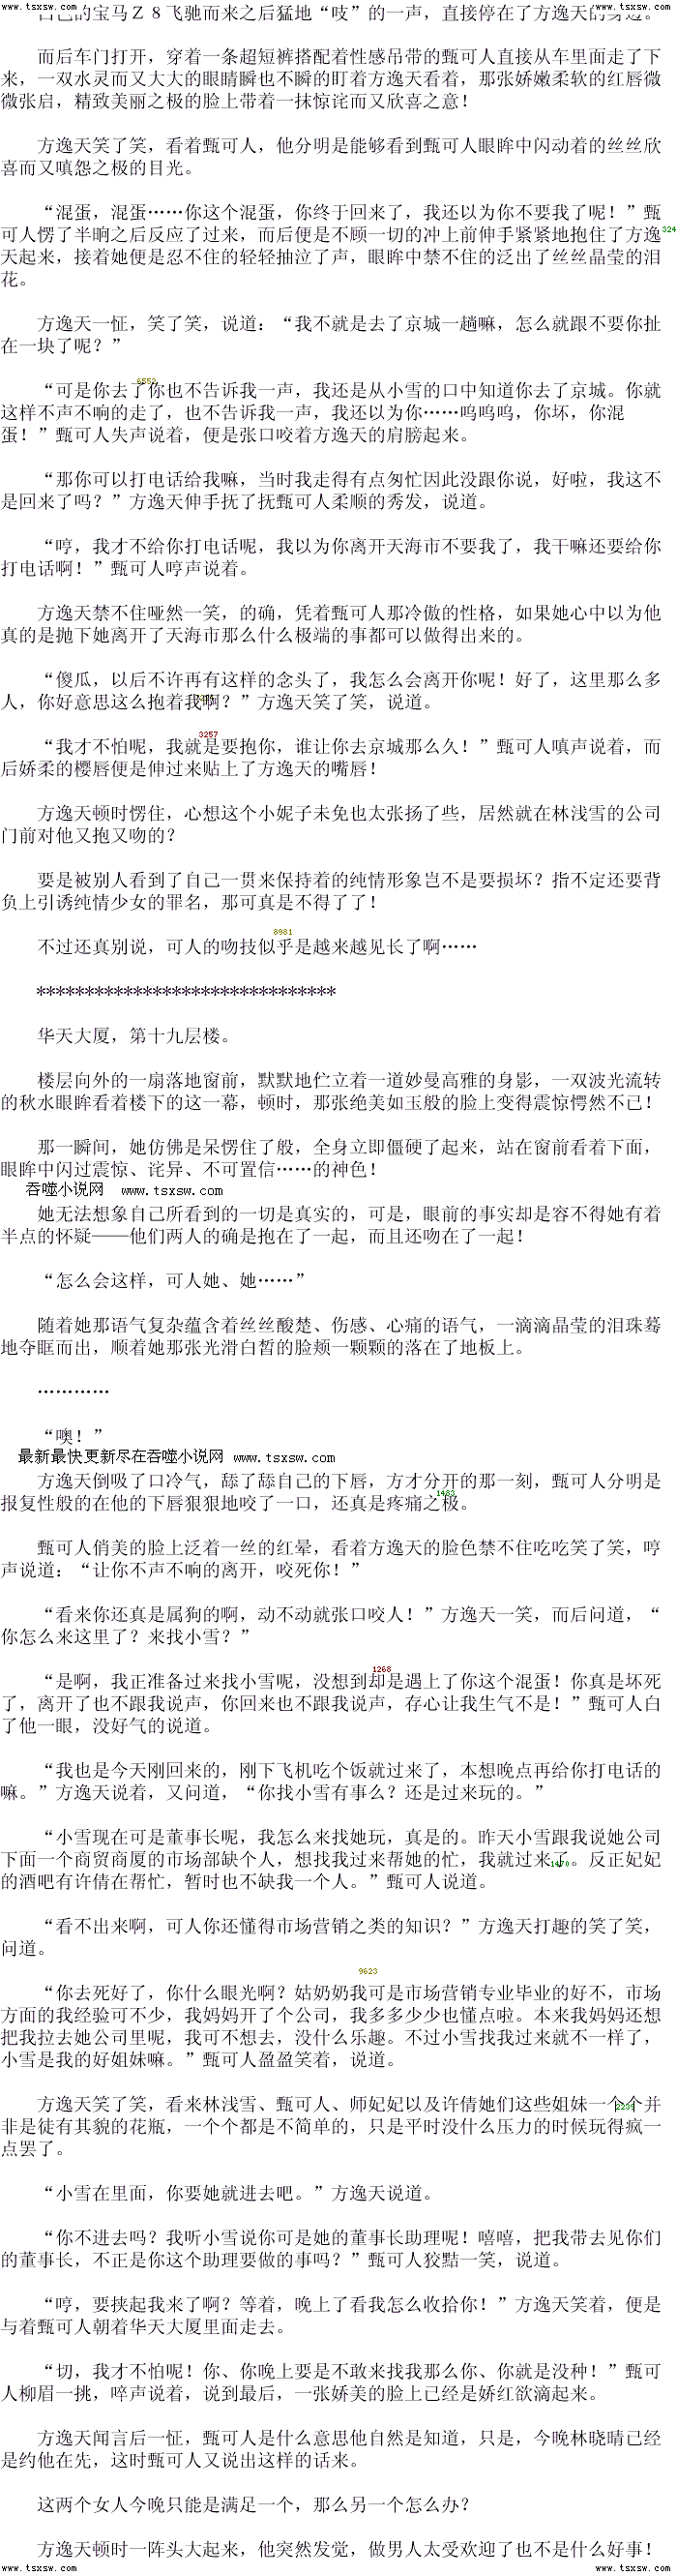 www.tsxsw.com www.tsxsw.com
白色的宝马Ｚ８飞驰而来之后猛地“吱”的一声，直接停在了方逸天的身边。
而后车门打开，穿着一条超短裤搭配着性感吊带的甄可人直接从车里面走了下
来，一双水灵而又大大的眼睛瞬也不瞬的盯着方逸天看着，那张娇嫩柔软的红唇微
微张启，精致美丽之极的脸上带着一抹惊诧而又欣喜之意！
方逸天笑了笑，看着甄可人，他分明是能够看到甄可人眼眸中闪动着的丝丝欣
喜而又嗔怨之极的目光。
“混蛋，混蛋……你这个混蛋，你终于回来了，我还以为你不要我了呢！”甄
可人愣了半晌之后反应了过来，而后便是不顾一切的冲上前伸手紧紧地抱住了方逸
324
天起来，接着她便是忍不住的轻轻抽泣了声，眼眸中禁不住的泛出了丝丝晶莹的泪
花。
方逸天一怔，笑了笑，说道：“我不就是去了京城一趟嘛，怎么就跟不要你扯
在一块了呢？”
6552
“可是你去了你也不告诉我一声，我还是从小雪的口中知道你去了京城。你就
这样不声不响的走了，也不告诉我一声，我还以为你……呜呜呜，你坏，你混
蛋！”甄可人失声说着，便是张口咬着方逸天的肩膀起来。
“那你可以打电话给我嘛，当时我走得有点匆忙因此没跟你说，好啦，我这不
是回来了吗？”方逸天伸手抚了抚甄可人柔顺的秀发，说道。
“哼，我才不给你打电话呢，我以为你离开天海市不要我了，我干嘛还要给你
打电话啊！”甄可人哼声说着。
方逸天禁不住哑然一笑，的确，凭着甄可人那冷傲的性格，如果她心中以为他
真的是抛下她离开了天海市那么什么极端的事都可以做得出来的。
“傻瓜，以后不许再有这样的念头了，我怎么会离开你呢！好了，这里那么多
人，你好意思这么抱着我啊？”方逸天笑了笑，说道。
3257
“我才不怕呢，我就是要抱你，谁让你去京城那么久！”甄可人嗔声说着，而
后娇柔的樱唇便是伸过来贴上了方逸天的嘴唇！
方逸天顿时愣住，心想这个小妮子未免也太张扬了些，居然就在林浅雪的公司
门前对他又抱又吻的？
要是被别人看到了自己一贯来保持着的纯情形象岂不是要损坏？指不定还要背
负上引诱纯情少女的罪名，那可真是不得了了！
8981
不过还真别说，可人的吻技似乎是越来越见长了啊……
*******************************
华天大厦，第十九层楼。
楼层向外的一扇落地窗前，默默地伫立着一道妙曼高雅的身影，一双波光流转
的秋水眼眸看着楼下的这一幕，顿时，那张绝美如玉般的脸上变得震惊愕然不已！
那一瞬间，她仿佛是呆愣住了般，全身立即僵硬了起来，站在窗前看着下面，
眼眸中闪过震惊、诧异、不可置信……的神色！
吞噬小说网 www.tsxsw.com
她无法想象自己所看到的一切是真实的，可是，眼前的事实却是容不得她有着
半点的怀疑——他们两人的确是抱在了一起，而且还吻在了一起！
“怎么会这样，可人她、她……”
随着她那语气复杂蕴含着丝丝酸楚、伤感、心痛的语气，一滴滴晶莹的泪珠蓦
地夺眶而出，顺着她那张光滑白皙的脸颊一颗颗的落在了地板上。
…………
“噢！”
最新最快更新尽在吞噬小说网 www.tsxsw.com
方逸天倒吸了口冷气，舔了舔自己的下唇，方才分开的那一刻，甄可人分明是
1483
报复性般的在他的下唇狠狠地咬了一口，还真是疼痛之极。
甄可人俏美的脸上泛着一丝的红晕，看着方逸天的脸色禁不住吃吃笑了笑，哼
声说道：“让你不声不响的离开，咬死你！”
“看来你还真是属狗的啊，动不动就张口咬人！”方逸天一笑，而后问道，“
你怎么来这里了？来找小雪？”
1268
“是啊，我正准备过来找小雪呢，没想到却是遇上了你这个混蛋！你真是坏死
了，离开了也不跟我说声，你回来也不跟我说声，存心让我生气不是！”甄可人白
了他一眼，没好气的说道。
“我也是今天刚回来的，刚下飞机吃个饭就过来了，本想晚点再给你打电话的
嘛。”方逸天说着，又问道，“你找小雪有事么？还是过来玩的。”
“小雪现在可是董事长呢，我怎么来找她玩，真是的。昨天小雪跟我说她公司
下面一个商贸商厦的市场部缺个人，想找我过来帮她的忙，我就过来了。反正妃妃
1470
的酒吧有许倩在帮忙，暂时也不缺我一个人。”甄可人说道。
“看不出来啊，可人你还懂得市场营销之类的知识？”方逸天打趣的笑了笑，
问道。
9623
“你去死好了，你什么眼光啊？姑奶奶我可是市场营销专业毕业的好不，市场
方面的我经验可不少，我妈妈开了个公司，我多多少少也懂点啦。本来我妈妈还想
把我拉去她公司里呢，我可不想去，没什么乐趣。不过小雪找我过来就不一样了，
小雪是我的好姐妹嘛。”甄可人盈盈笑着，说道。
方逸天笑了笑，看来林浅雪、甄可人、师妃妃以及许倩她们这些姐妹一个个并
2239
非是徒有其貌的花瓶，一个个都是不简单的，只是平时没什么压力的时候玩得疯一
点罢了。
“小雪在里面，你要她就进去吧。”方逸天说道。
“你不进去吗？我听小雪说你可是她的董事长助理呢！嘻嘻，把我带去见你们
的董事长，不正是你这个助理要做的事吗？”甄可人狡黠一笑，说道。
“哼，要挟起我来了啊？等着，晚上了看我怎么收拾你！”方逸天笑着，便是
与着甄可人朝着华天大厦里面走去。
“切，我才不怕呢！你、你晚上要是不敢来找我那么你、你就是没种！”甄可
人柳眉一挑，啐声说着，说到最后，一张娇美的脸上已经是娇红欲滴起来。
方逸天闻言后一怔，甄可人是什么意思他自然是知道，只是，今晚林晓晴已经
是约他在先，这时甄可人又说出这样的话来。
这两个女人今晚只能是满足一个，那么另一个怎么办？
方逸天顿时一阵头大起来，他突然发觉，做男人太受欢迎了也不是什么好事！
www.tsxsw.com www.tsxsw.com